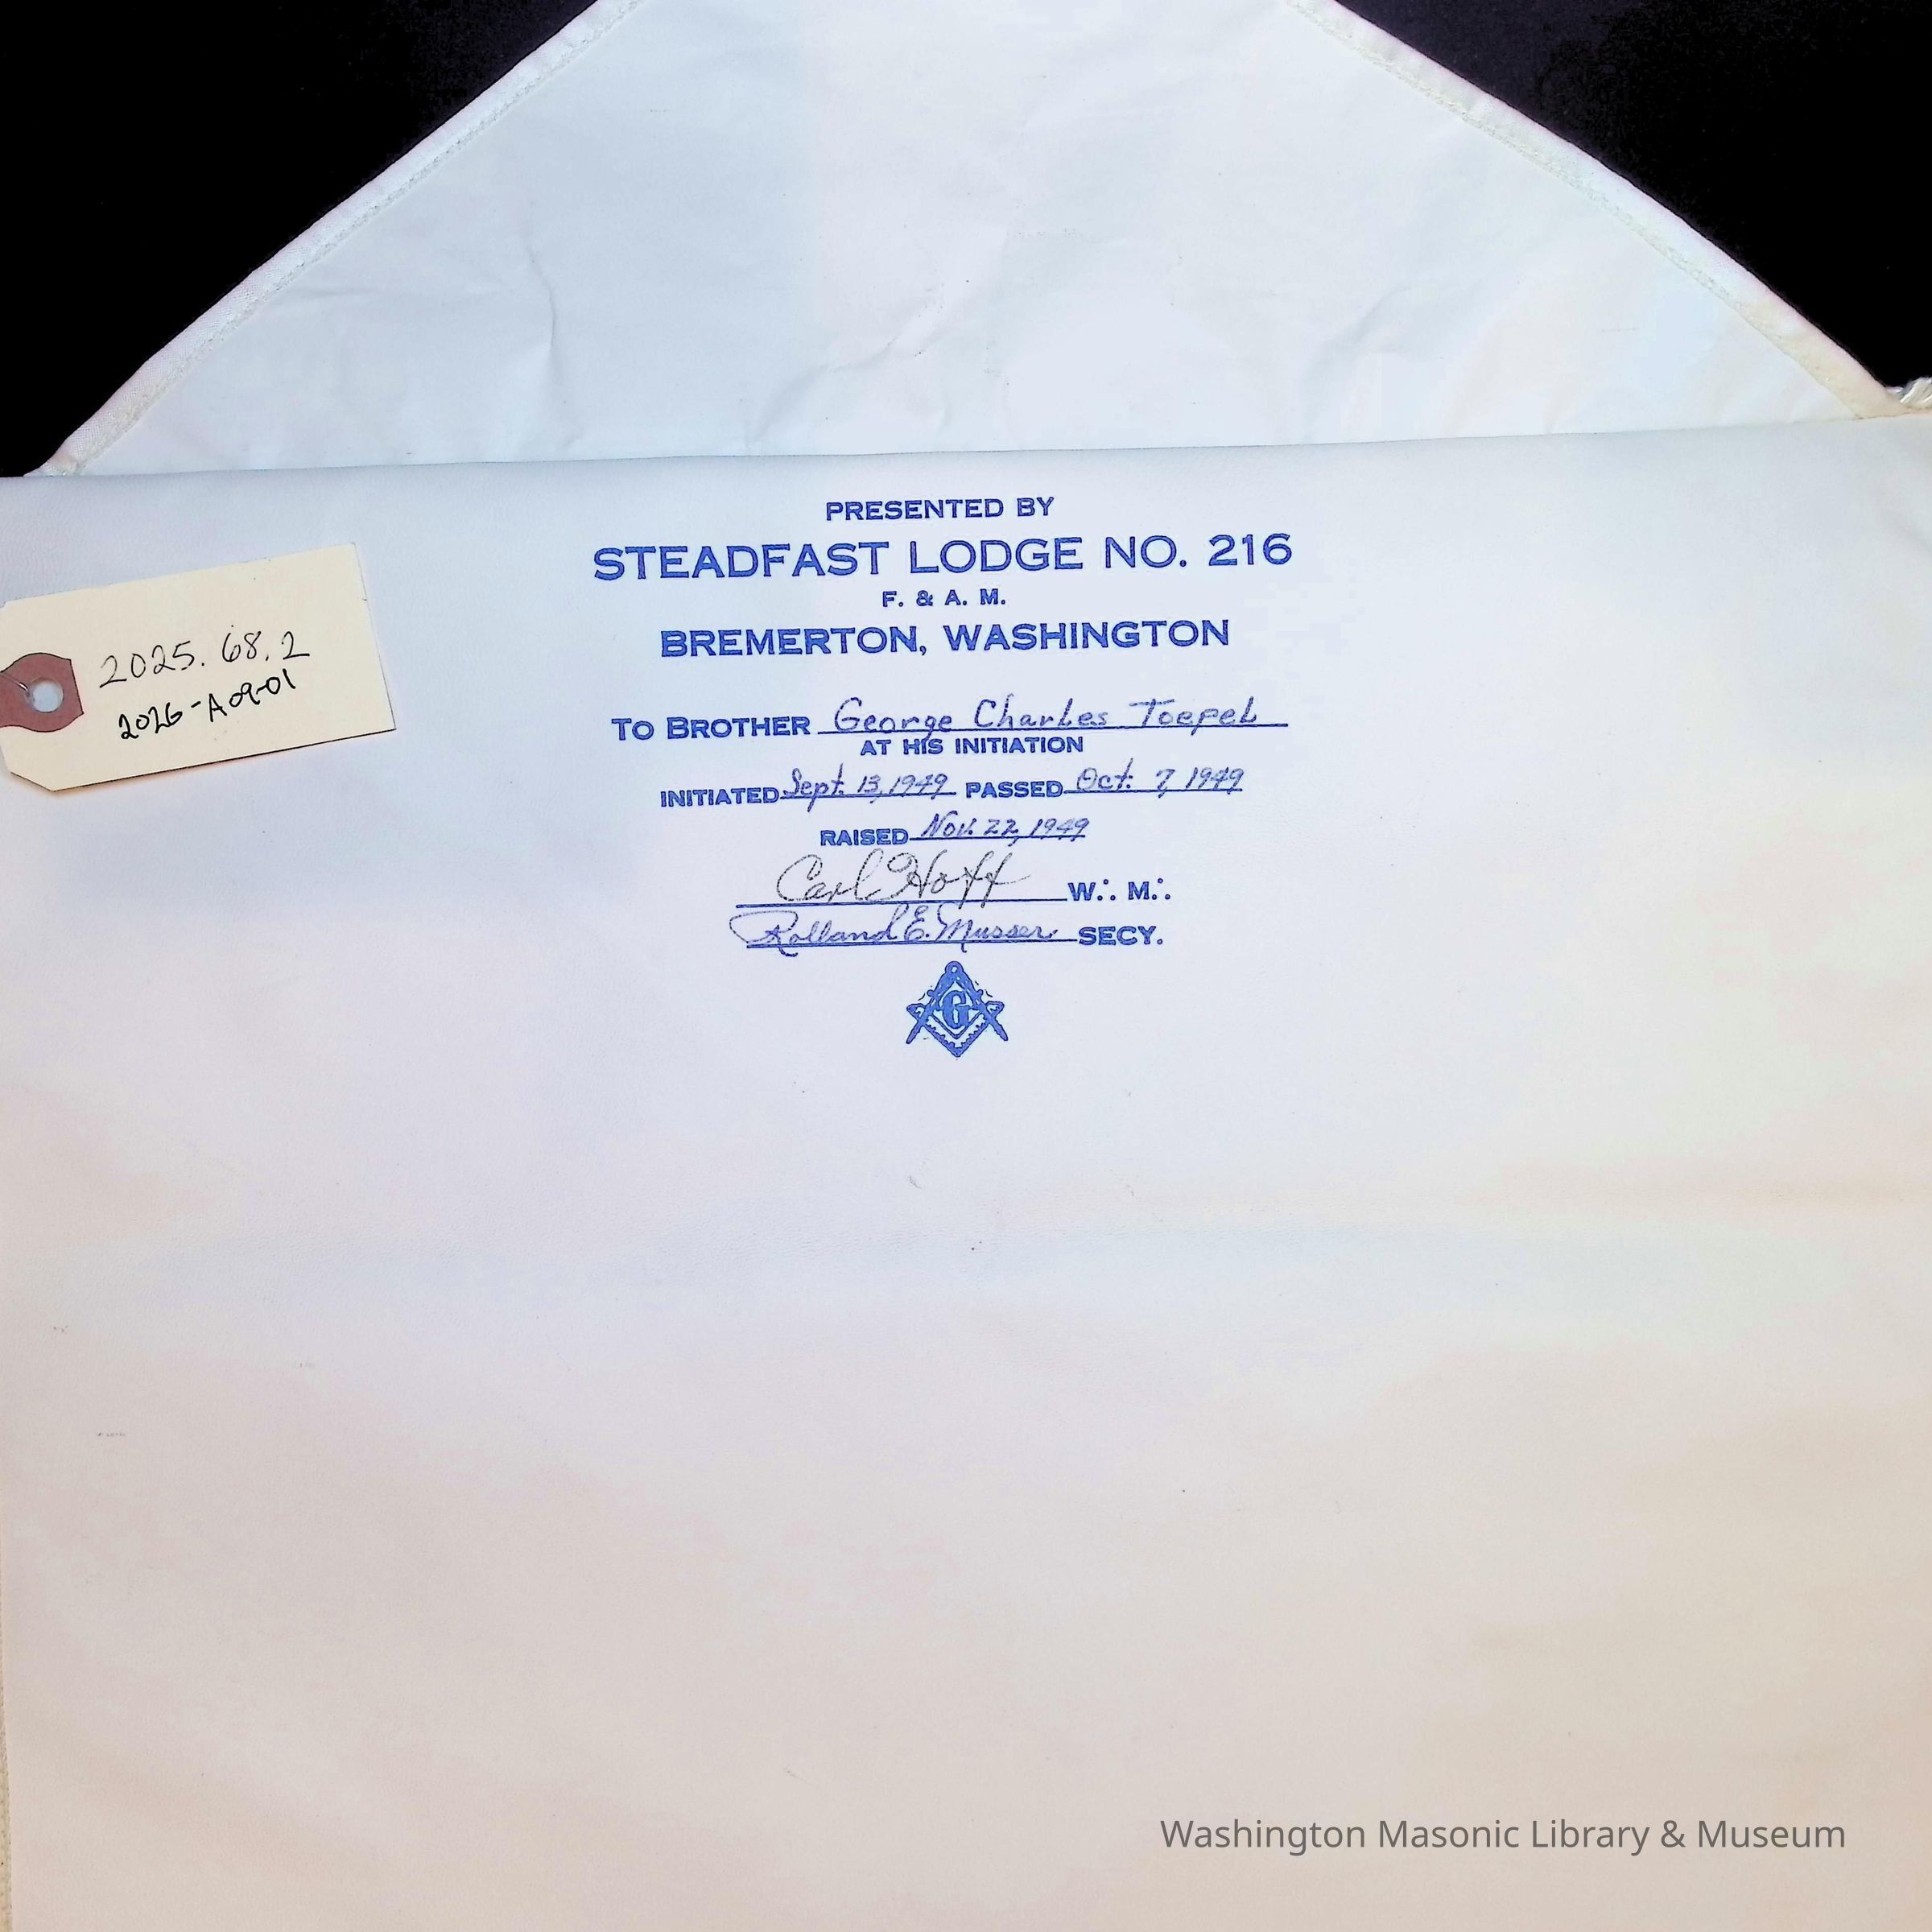 PRESENTED BY
STEADFAST LODGE NO. 216
F. & A. M.
BREMERTON, WASHINGTON
2025.68.2
2026-A09-01
TO BROTHER George Charles Toepel
AT HIS INITIATION
INITIATED Sept. 13, 1949 PASSED Oct. 7, 1949
RAISED Nov. 22, 1949
Carl Hoff W∴ M∴
Rolland E. Musser SECY.
G
Washington Masonic Library & Museum